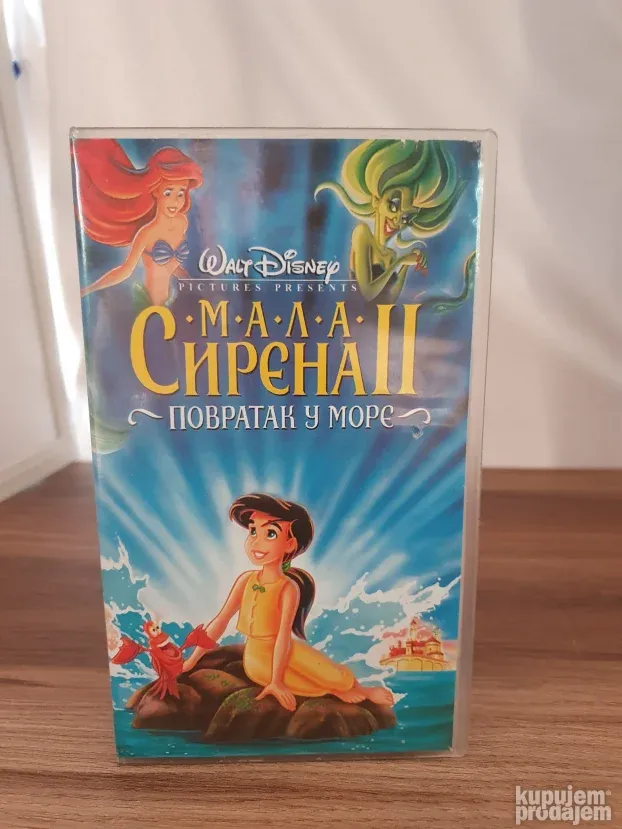 WALT DISNEY
PICTURES PRESENTS
·М·А·Л·А·
СИРЕНА II
~ПОВРАТАК У МОРЕ~
kupujem
prodajem